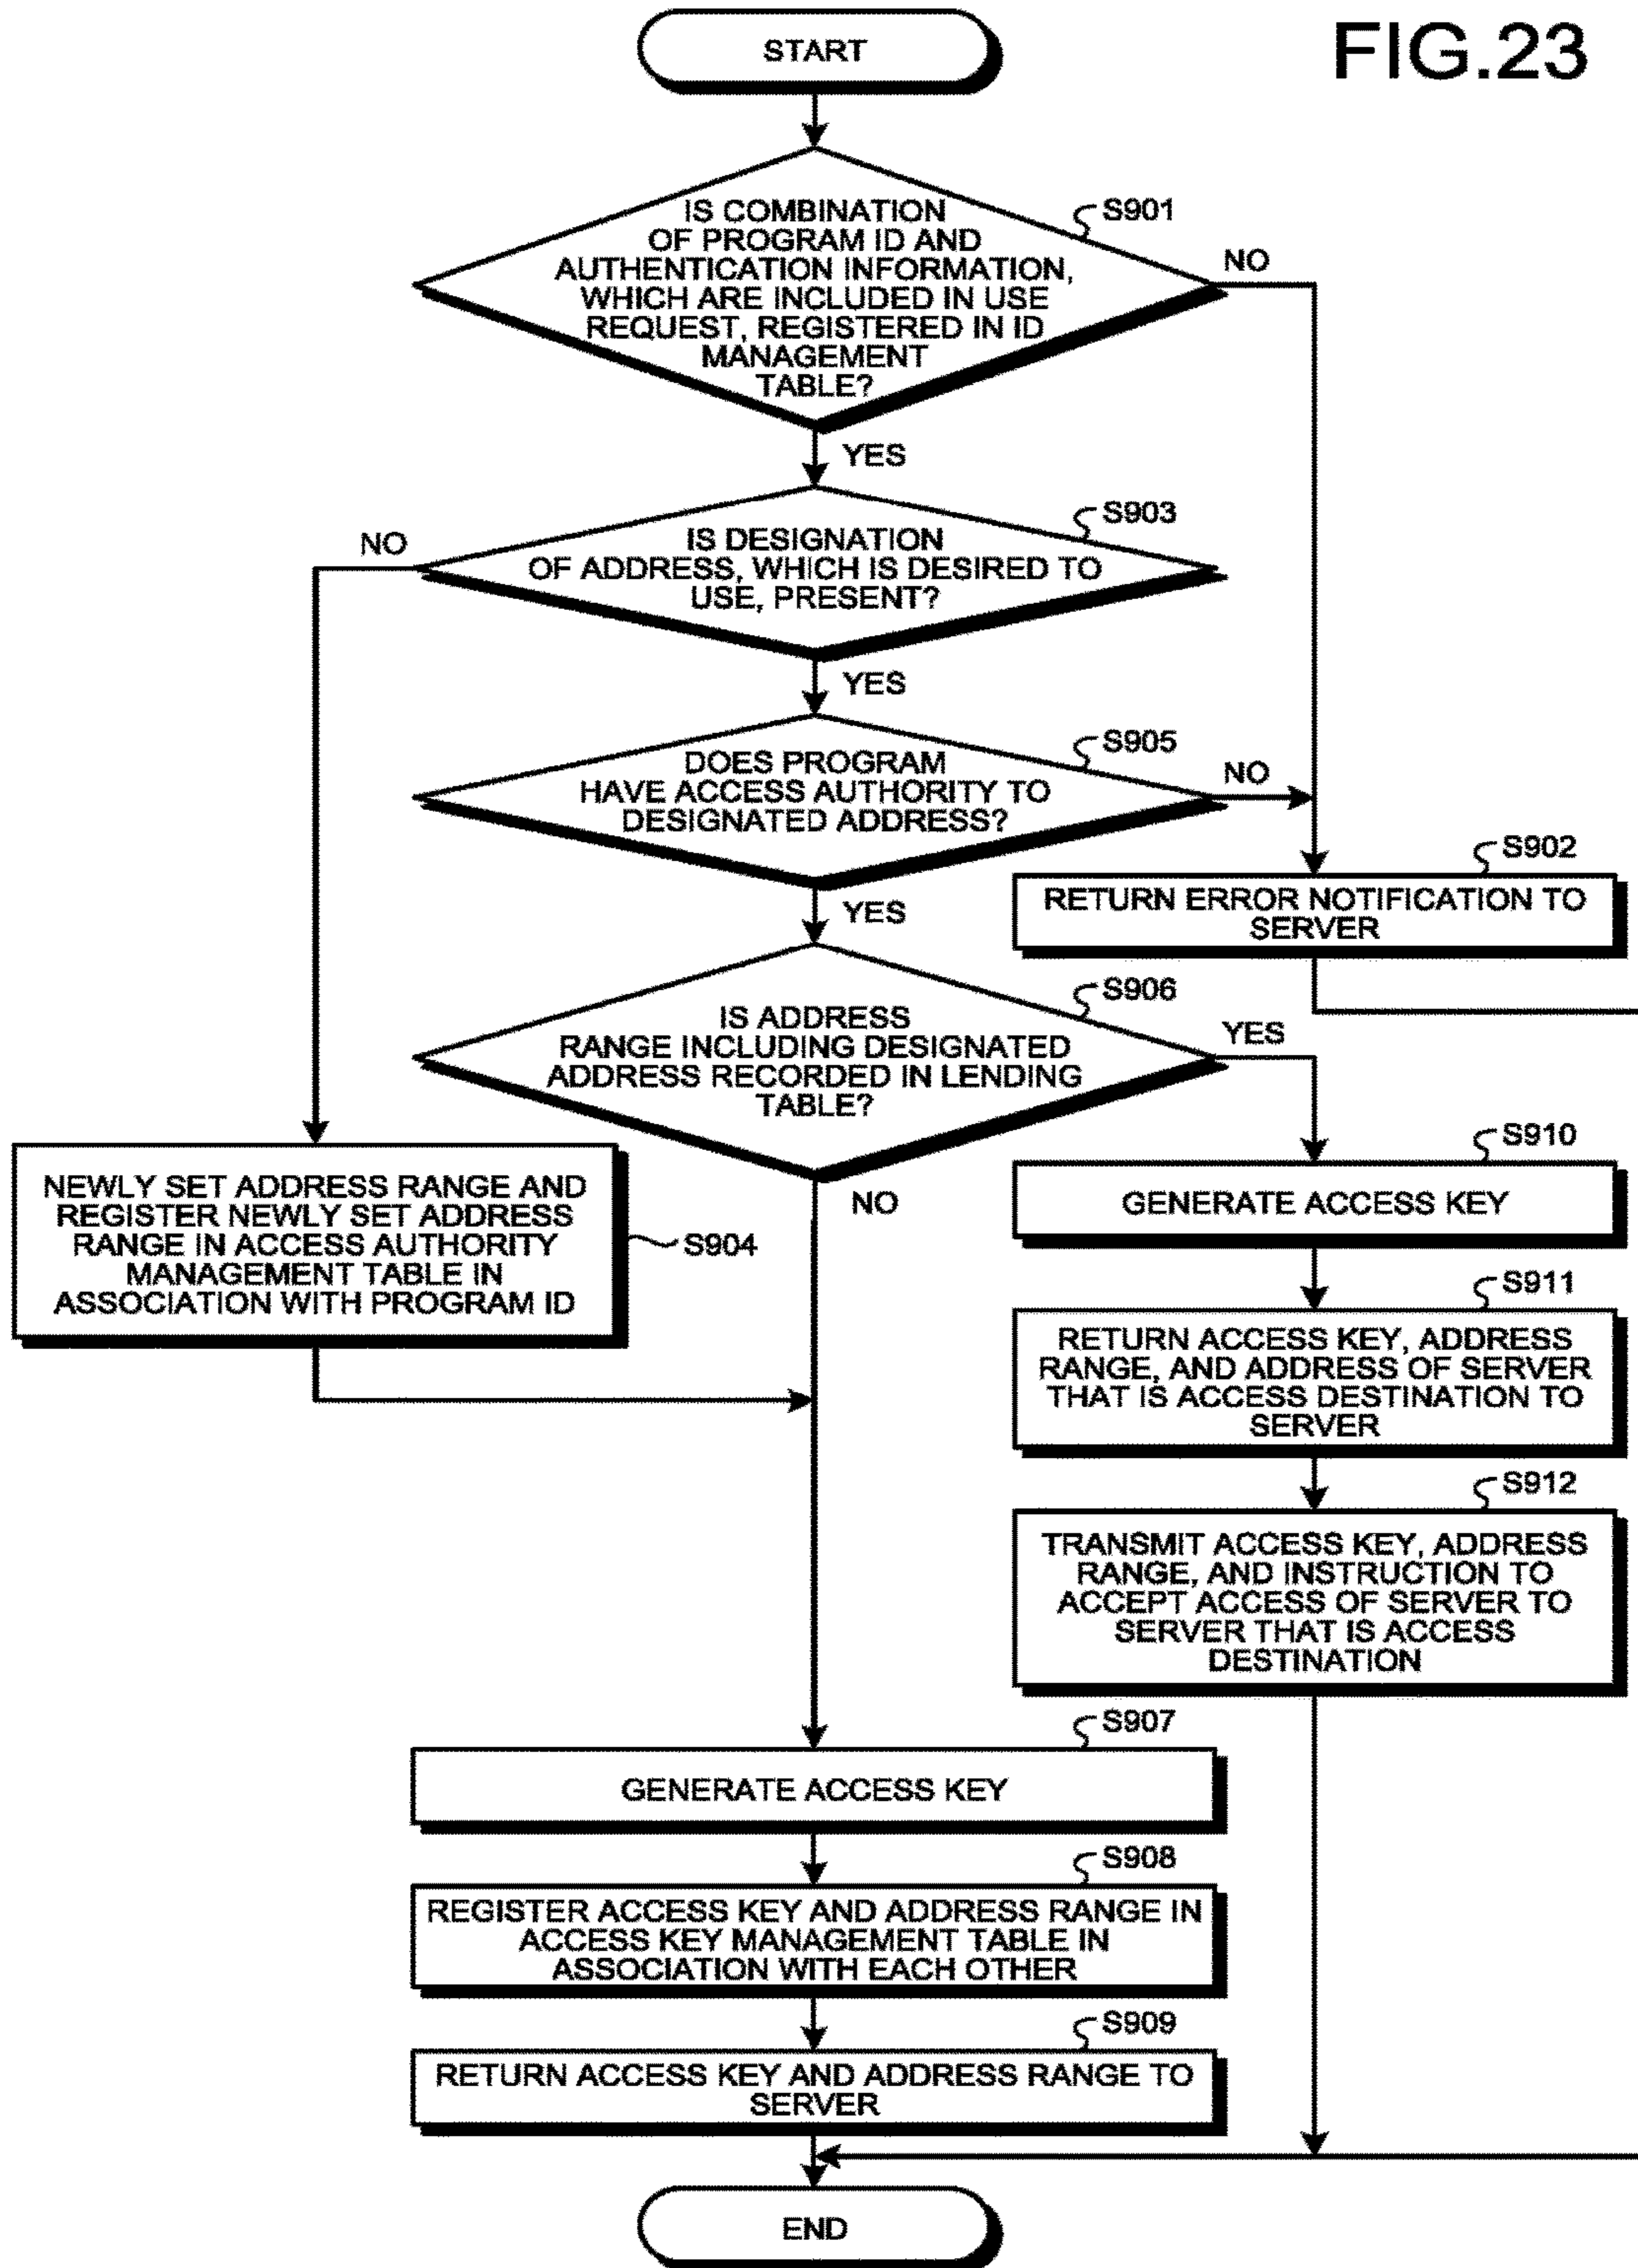 FIG.23
START
IS COMBINATION
OF PROGRAM ID AND
AUTHENTICATION INFORMATION,
WHICH ARE INCLUDED IN USE
REQUEST, REGISTERED IN ID
MANAGEMENT
TABLE?
S901
NO
YES
IS DESIGNATION
OF ADDRESS, WHICH IS DESIRED TO
USE, PRESENT?
S903
NO
YES
DOES PROGRAM
HAVE ACCESS AUTHORITY TO
DESIGNATED ADDRESS?
S905
NO
YES
S902
RETURN ERROR NOTIFICATION TO
SERVER
IS ADDRESS
RANGE INCLUDING DESIGNATED
ADDRESS RECORDED IN LENDING
TABLE?
S906
YES
NO
NEWLY SET ADDRESS RANGE AND
REGISTER NEWLY SET ADDRESS
RANGE IN ACCESS AUTHORITY
MANAGEMENT TABLE IN
ASSOCIATION WITH PROGRAM ID
S904
S910
GENERATE ACCESS KEY
S911
RETURN ACCESS KEY, ADDRESS
RANGE, AND ADDRESS OF SERVER
THAT IS ACCESS DESTINATION TO
SERVER
S912
TRANSMIT ACCESS KEY, ADDRESS
RANGE, AND INSTRUCTION TO
ACCEPT ACCESS OF SERVER TO
SERVER THAT IS ACCESS
DESTINATION
S907
GENERATE ACCESS KEY
S908
REGISTER ACCESS KEY AND ADDRESS RANGE IN
ACCESS KEY MANAGEMENT TABLE IN
ASSOCIATION WITH EACH OTHER
S909
RETURN ACCESS KEY AND ADDRESS RANGE TO
SERVER
END